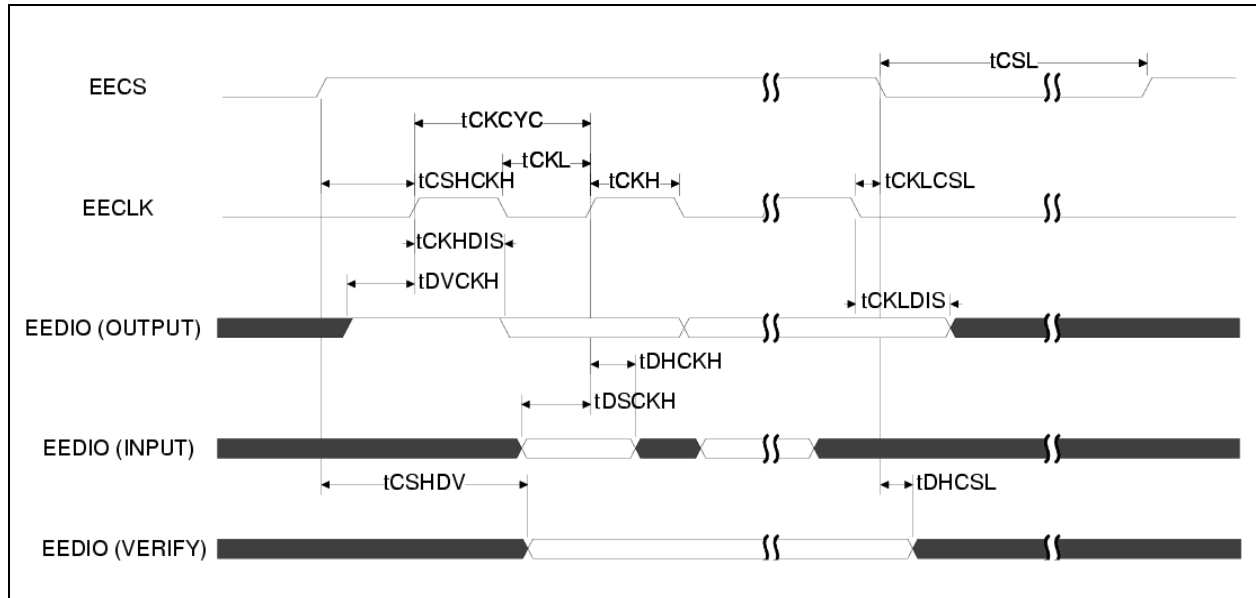 tCSL
EECS
tCKCYC
tCKL
tCSHCKH
tCKH
tCKLCSL
EECLK
tCKHDIS
tDVCKH
tCKLDIS
EEDIO (OUTPUT)
tDHCKH
tDSCKH
EEDIO (INPUT)
tCSHDV
tDHCSL
EEDIO (VERIFY)